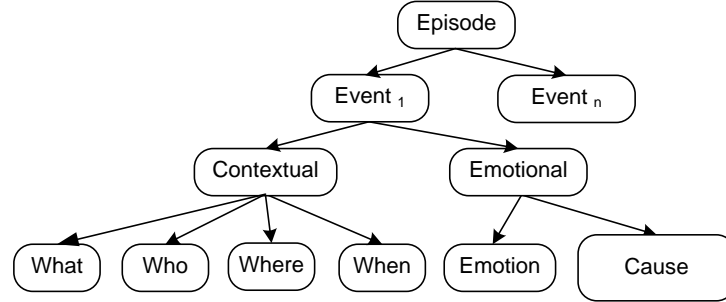 Episode
Event 1
Event n
Contextual
Emotional
What
Who
Where
When
Emotion
Cause